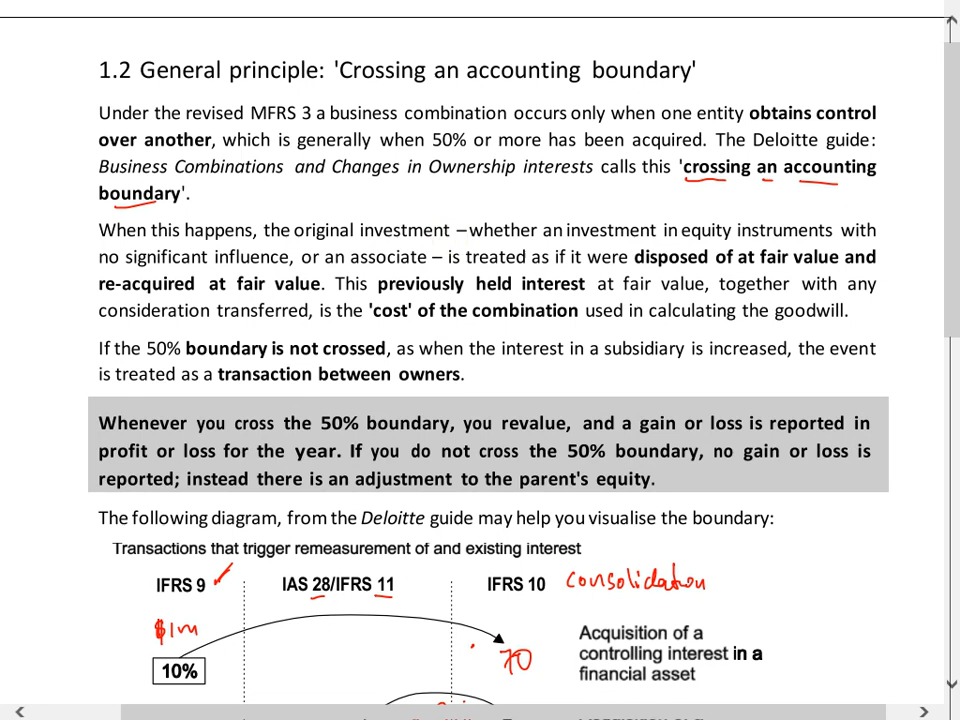 1.2 General principle: 'Crossing an accounting boundary'
Under the revised MFRS 3 a business combination occurs only when one entity obtains control
over another, which is generally when 50% or more has been acquired. The Deloitte guide:
Business Combinations and Changes in Ownership interests calls this 'crossing an accounting
boundary'.
When this happens, the original investment – whether an investment in equity instruments with
no significant influence, or an associate – is treated as if it were disposed of at fair value and
re-acquired at fair value. This previously held interest at fair value, together with any
consideration transferred, is the 'cost' of the combination used in calculating the goodwill.
If the 50% boundary is not crossed, as when the interest in a subsidiary is increased, the event
is treated as a transaction between owners.
Whenever you cross the 50% boundary, you revalue, and a gain or loss is reported in
profit or loss for the year. If you do not cross the 50% boundary, no gain or loss is
reported; instead there is an adjustment to the parent's equity.
The following diagram, from the Deloitte guide may help you visualise the boundary:
Transactions that trigger remeasurement of and existing interest
IFRS 9 IAS 28/IFRS 11 IFRS 10 consolidation
$1m
10%
70
Acquisition of a
controlling interest in a
financial asset